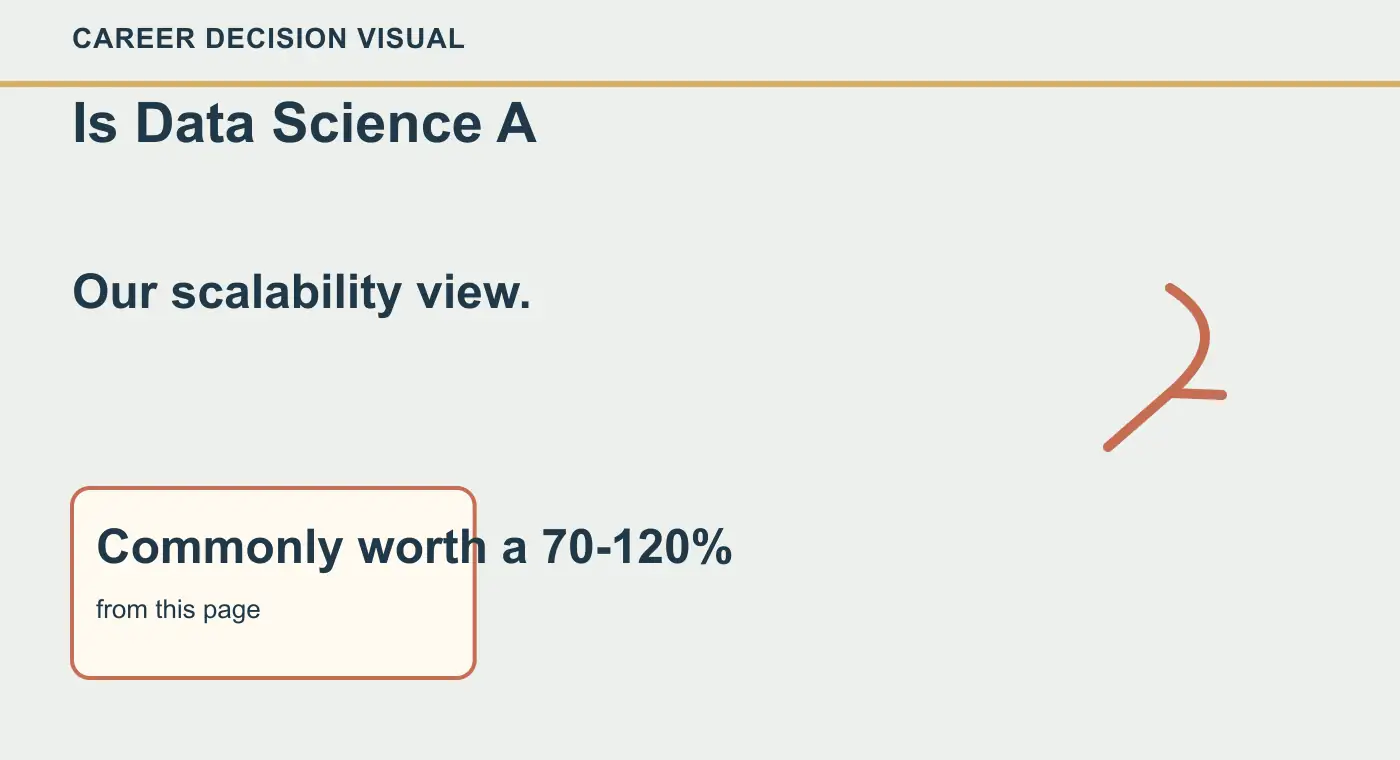 CAREER DECISION VISUAL
Is Data Science A
Our scalability view.
Commonly worth a 70-120%
from this page